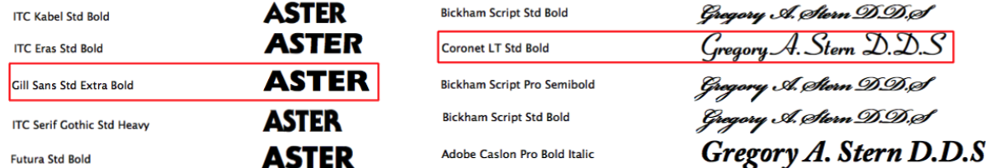 ITC Kabel Std Bold ASTER
ITC Eras Std Bold ASTER
Gill Sans Std Extra Bold ASTER
ITC Serif Gothic Std Heavy ASTER
Futura Std Bold ASTER
Bickham Script Std Bold Gregory A. Stern D.D.S
Coronet LT Std Bold Gregory A. Stern D.D.S
Bickham Script Pro Semibold Gregory A. Stern D.D.S
Bickham Script Std Bold Gregory A. Stern D.D.S
Adobe Caslon Pro Bold Italic Gregory A. Stern D.D.S